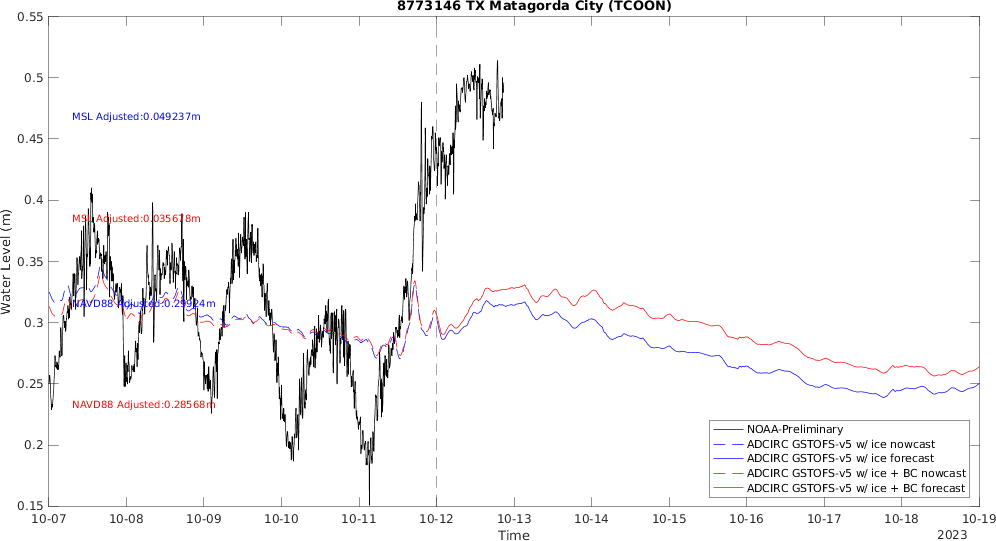 8773146 TX Matagorda City (TCOON)
0.55
0.5
0.45
0.4
0.35
0.3
0.25
0.2
0.15
Water Level (m)
MSL Adjusted:0.049237m
MSL Adjusted:0.035678m
NAVD88 Adjusted:0.29924m
NAVD88 Adjusted:0.28568m
NOAA-Preliminary
ADCIRC GSTOFS-v5 w/ ice nowcast
ADCIRC GSTOFS-v5 w/ ice forecast
ADCIRC GSTOFS-v5 w/ ice + BC nowcast
ADCIRC GSTOFS-v5 w/ ice + BC forecast
10-07 10-08 10-09 10-10 10-11 10-12 10-13 10-14 10-15 10-16 10-17 10-18 10-19
Time
2023